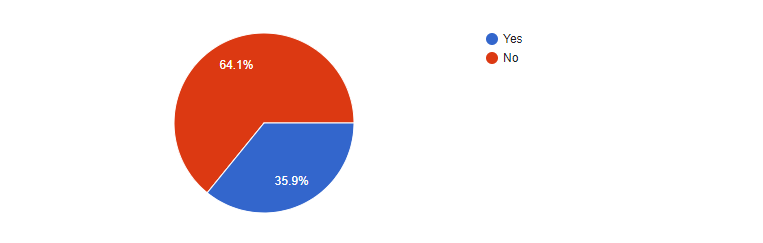 64.1%
35.9%
Yes
No